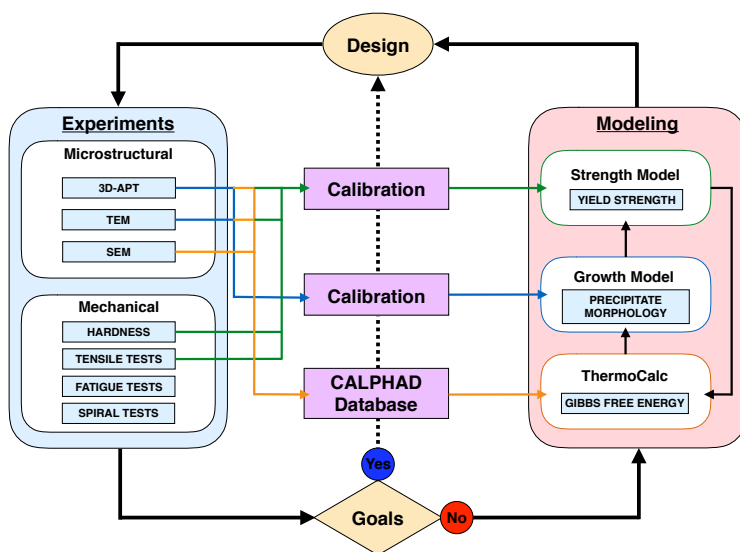 Design
Experiments
Microstructural
3D-APT
TEM
SEM
Mechanical
HARDNESS
TENSILE TESTS
FATIGUE TESTS
SPIRAL TESTS
Calibration
Calibration
CALPHAD
Database
Modeling
Strength Model
YIELD STRENGTH
Growth Model
PRECIPITATE
MORPHOLOGY
ThermoCalc
GIBBS FREE ENERGY
Yes
Goals
No